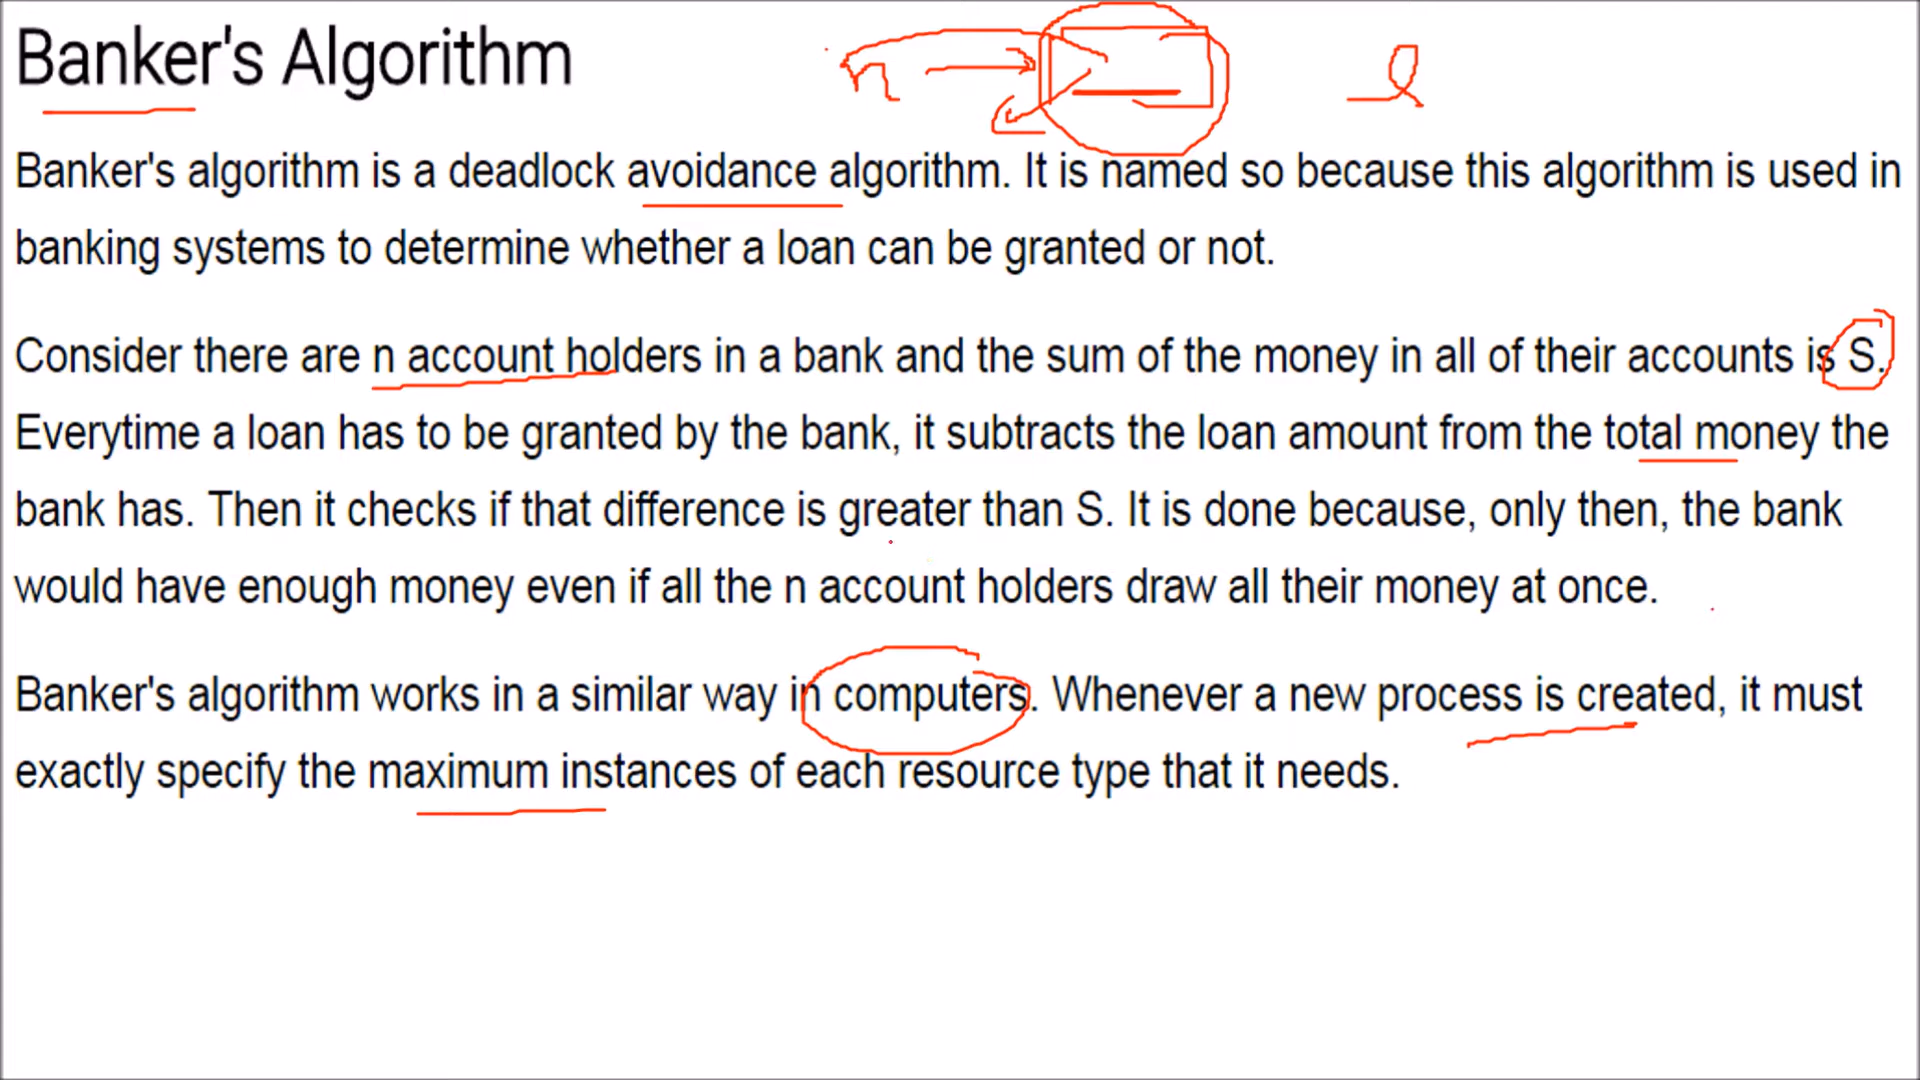 Banker's Algorithm
n
Banker's algorithm is a deadlock avoidance algorithm. It is named so because this algorithm is used in
banking systems to determine whether a loan can be granted or not.
Consider there are n account holders in a bank and the sum of the money in all of their accounts is S.
Everytime a loan has to be granted by the bank, it subtracts the loan amount from the total money the
bank has. Then it checks if that difference is greater than S. It is done because, only then, the bank
would have enough money even if all the n account holders draw all their money at once.
Banker's algorithm works in a similar way in computers. Whenever a new process is created, it must
exactly specify the maximum instances of each resource type that it needs.